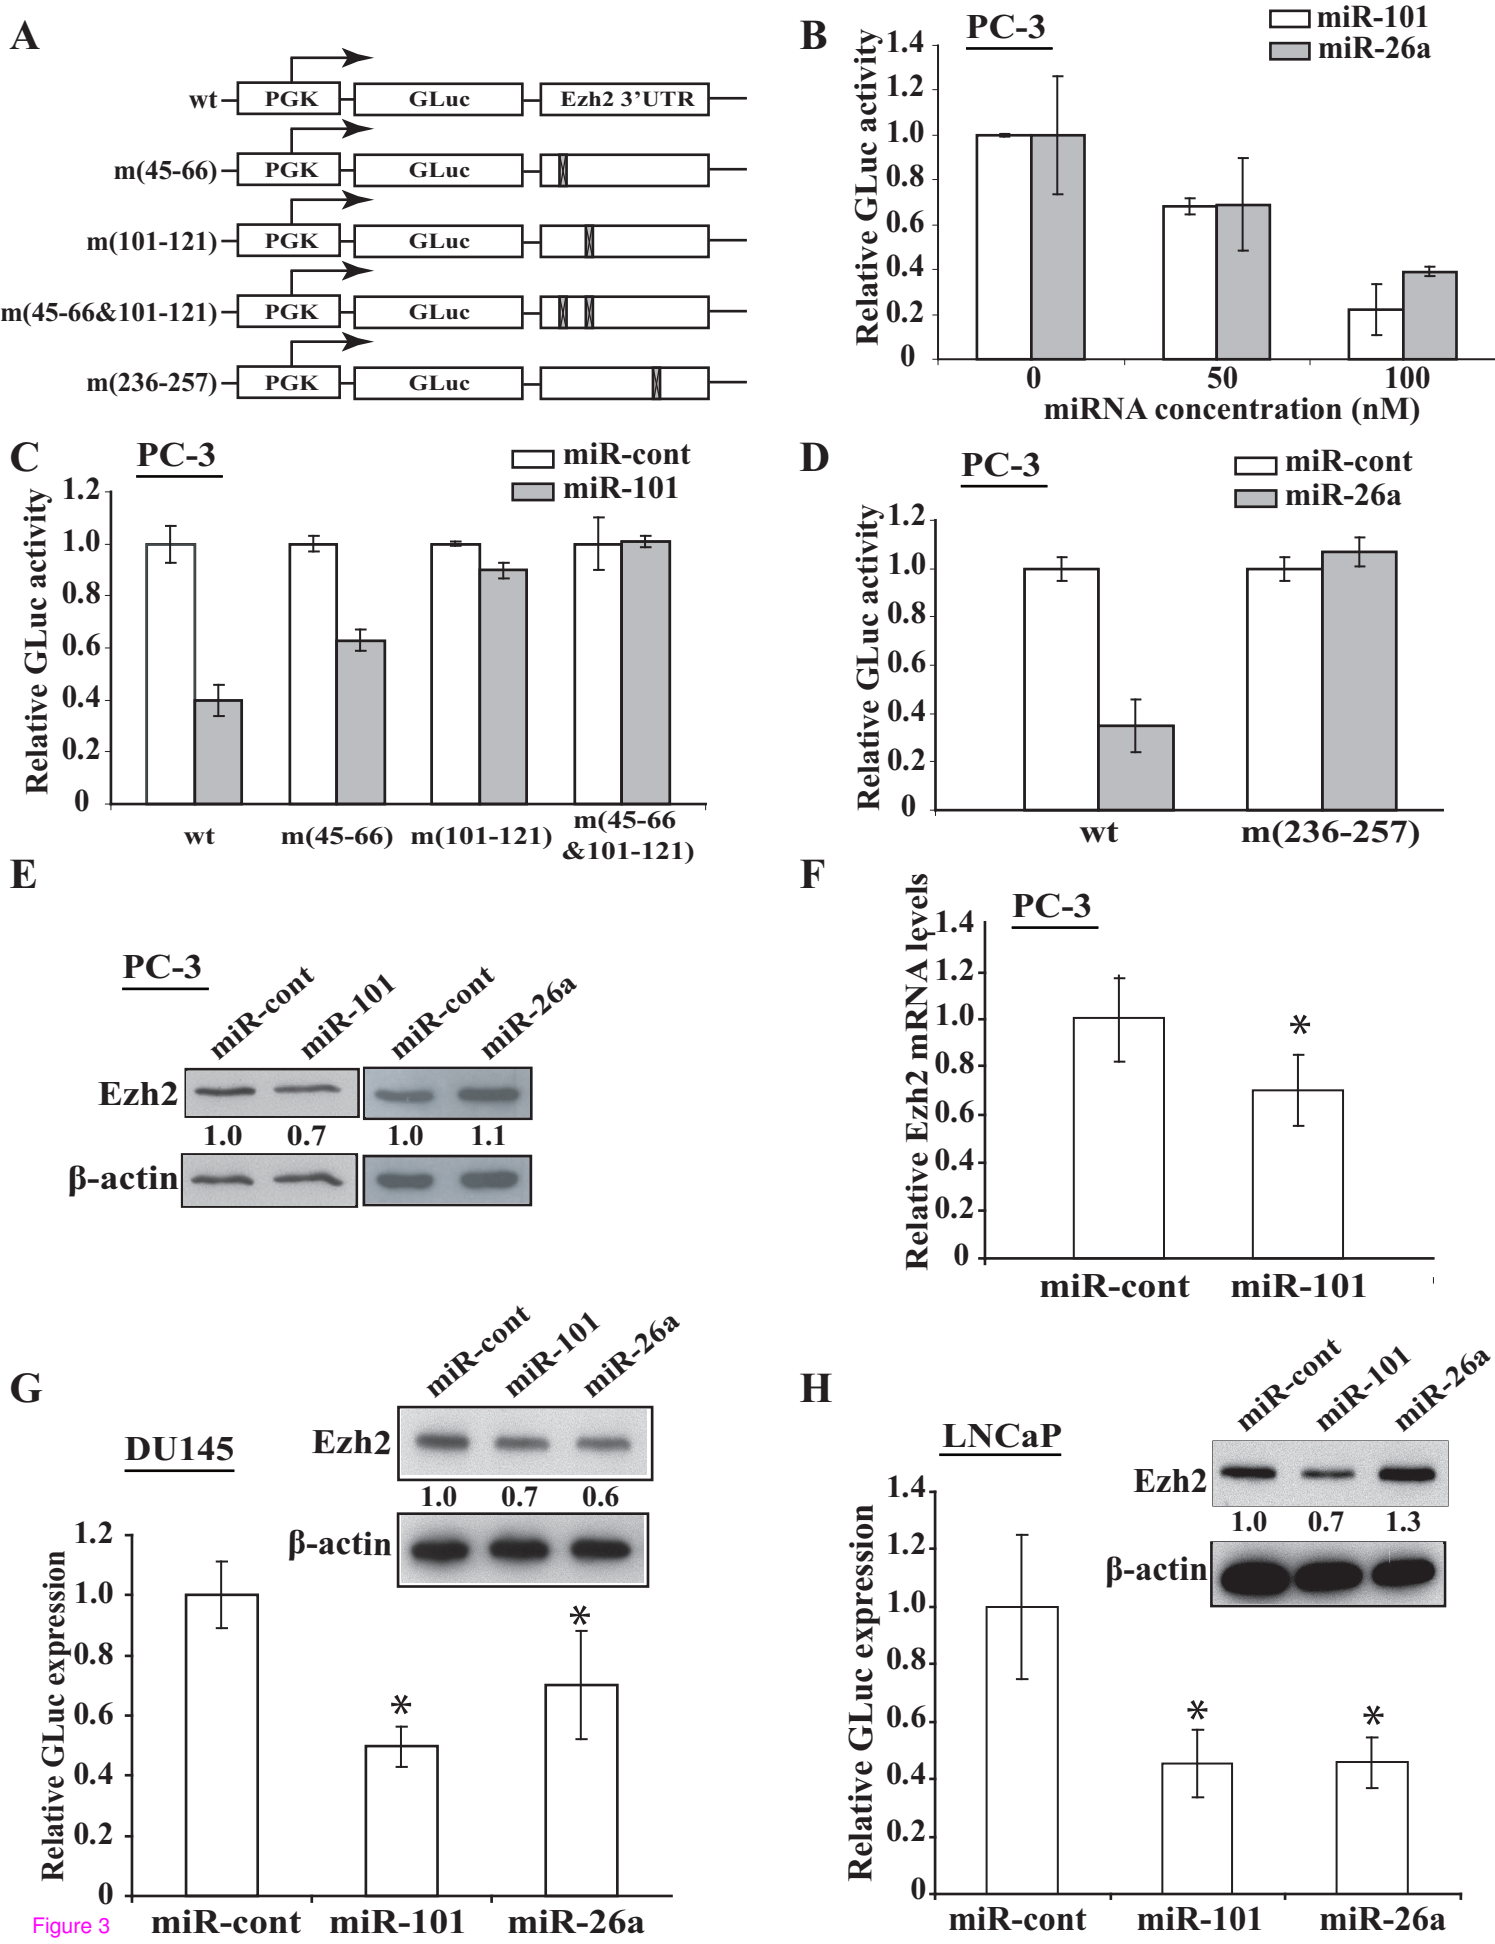 A
wt
PGK
GLuc
Ezh2 3’UTR
m(45-66)
PGK
GLuc
m(101-121)
PGK
GLuc
m(45-66&101-121)
PGK
GLuc
m(236-257)
PGK
GLuc
B
PC-3
miR-101
miR-26a
Relative GLuc activity
1.4
1.2
1.0
0.8
0.6
0.4
0.2
0
0 50 100
miRNA concentration (nM)
C
PC-3
miR-cont
miR-101
Relative GLuc activity
1.2
1.0
0.8
0.6
0.4
0.2
0
wt m(45-66) m(101-121) m(45-66
&101-121)
D
PC-3
miR-cont
miR-26a
Relative GLuc activity
1.2
1.0
0.8
0.6
0.4
0.2
0
wt m(236-257)
E
PC-3
miR-cont miR-101 miR-cont miR-26a
Ezh2
1.0 0.7 1.0 1.1
β-actin
F
PC-3
Relative Ezh2 mRNA levels
1.4
1.2
1.0
0.8
0.6
0.4
0.2
0
*
miR-cont miR-101
G
DU145
miR-cont miR-101 miR-26a
Ezh2
1.0 0.7 0.6
β-actin
Relative GLuc expression
1.2
1.0
0.8
0.6
0.4
0.2
0
* *
miR-cont miR-101 miR-26a
H
LNCaP
miR-cont miR-101 miR-26a
Ezh2
1.0 0.7 1.3
β-actin
Relative GLuc expression
1.4
1.2
1.0
0.8
0.6
0.4
0.2
0
* *
miR-cont miR-101 miR-26a
Figure 3